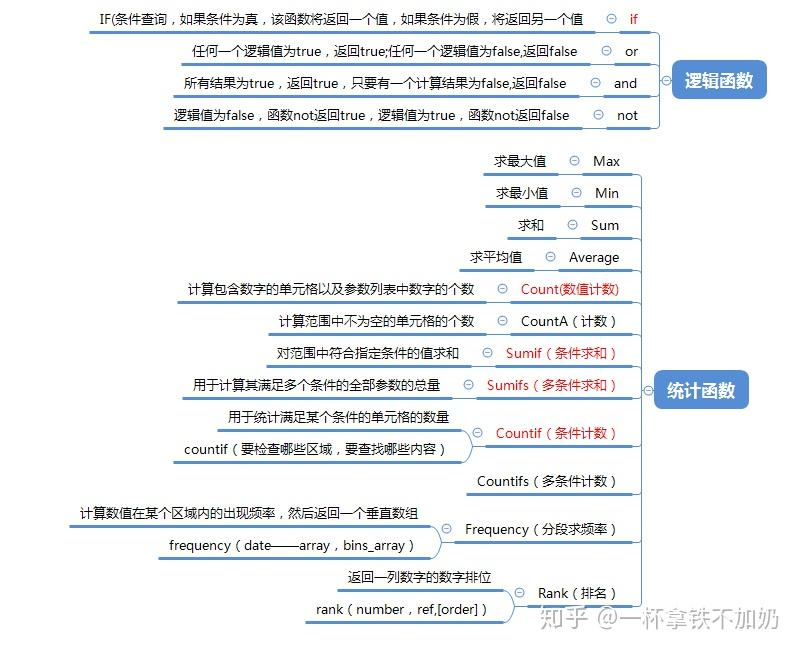 IF(条件查询，如果条件为真，该函数将返回一个值，如果条件为假，将返回另一个值 if
任何一个逻辑值为true，返回true;任何一个逻辑值为false,返回false or
所有结果为true，返回true，只要有一个计算结果为false,返回false and
逻辑函数
逻辑值为false，函数not返回true，逻辑值为true，函数not返回false not
求最大值 Max
求最小值 Min
求和 Sum
求平均值 Average
计算包含数字的单元格以及参数列表中数字的个数 Count(数值计数)
计算范围中不为空的单元格的个数 CountA（计数）
对范围中符合指定条件的值求和 Sumif（条件求和）
用于计算其满足多个条件的全部参数的总量 Sumifs（多条件求和）
统计函数
用于统计满足某个条件的单元格的数量
countif（要检查哪些区域，要查找哪些内容） Countif（条件计数）
Countifs（多条件计数）
计算数值在某个区域内的出现频率，然后返回一个垂直数组
frequency（date——array，bins_array） Frequency（分段求频率）
返回一列数字的数字排位
rank（number，ref,[order]） Rank（排名）
知乎 @一杯拿铁不加奶